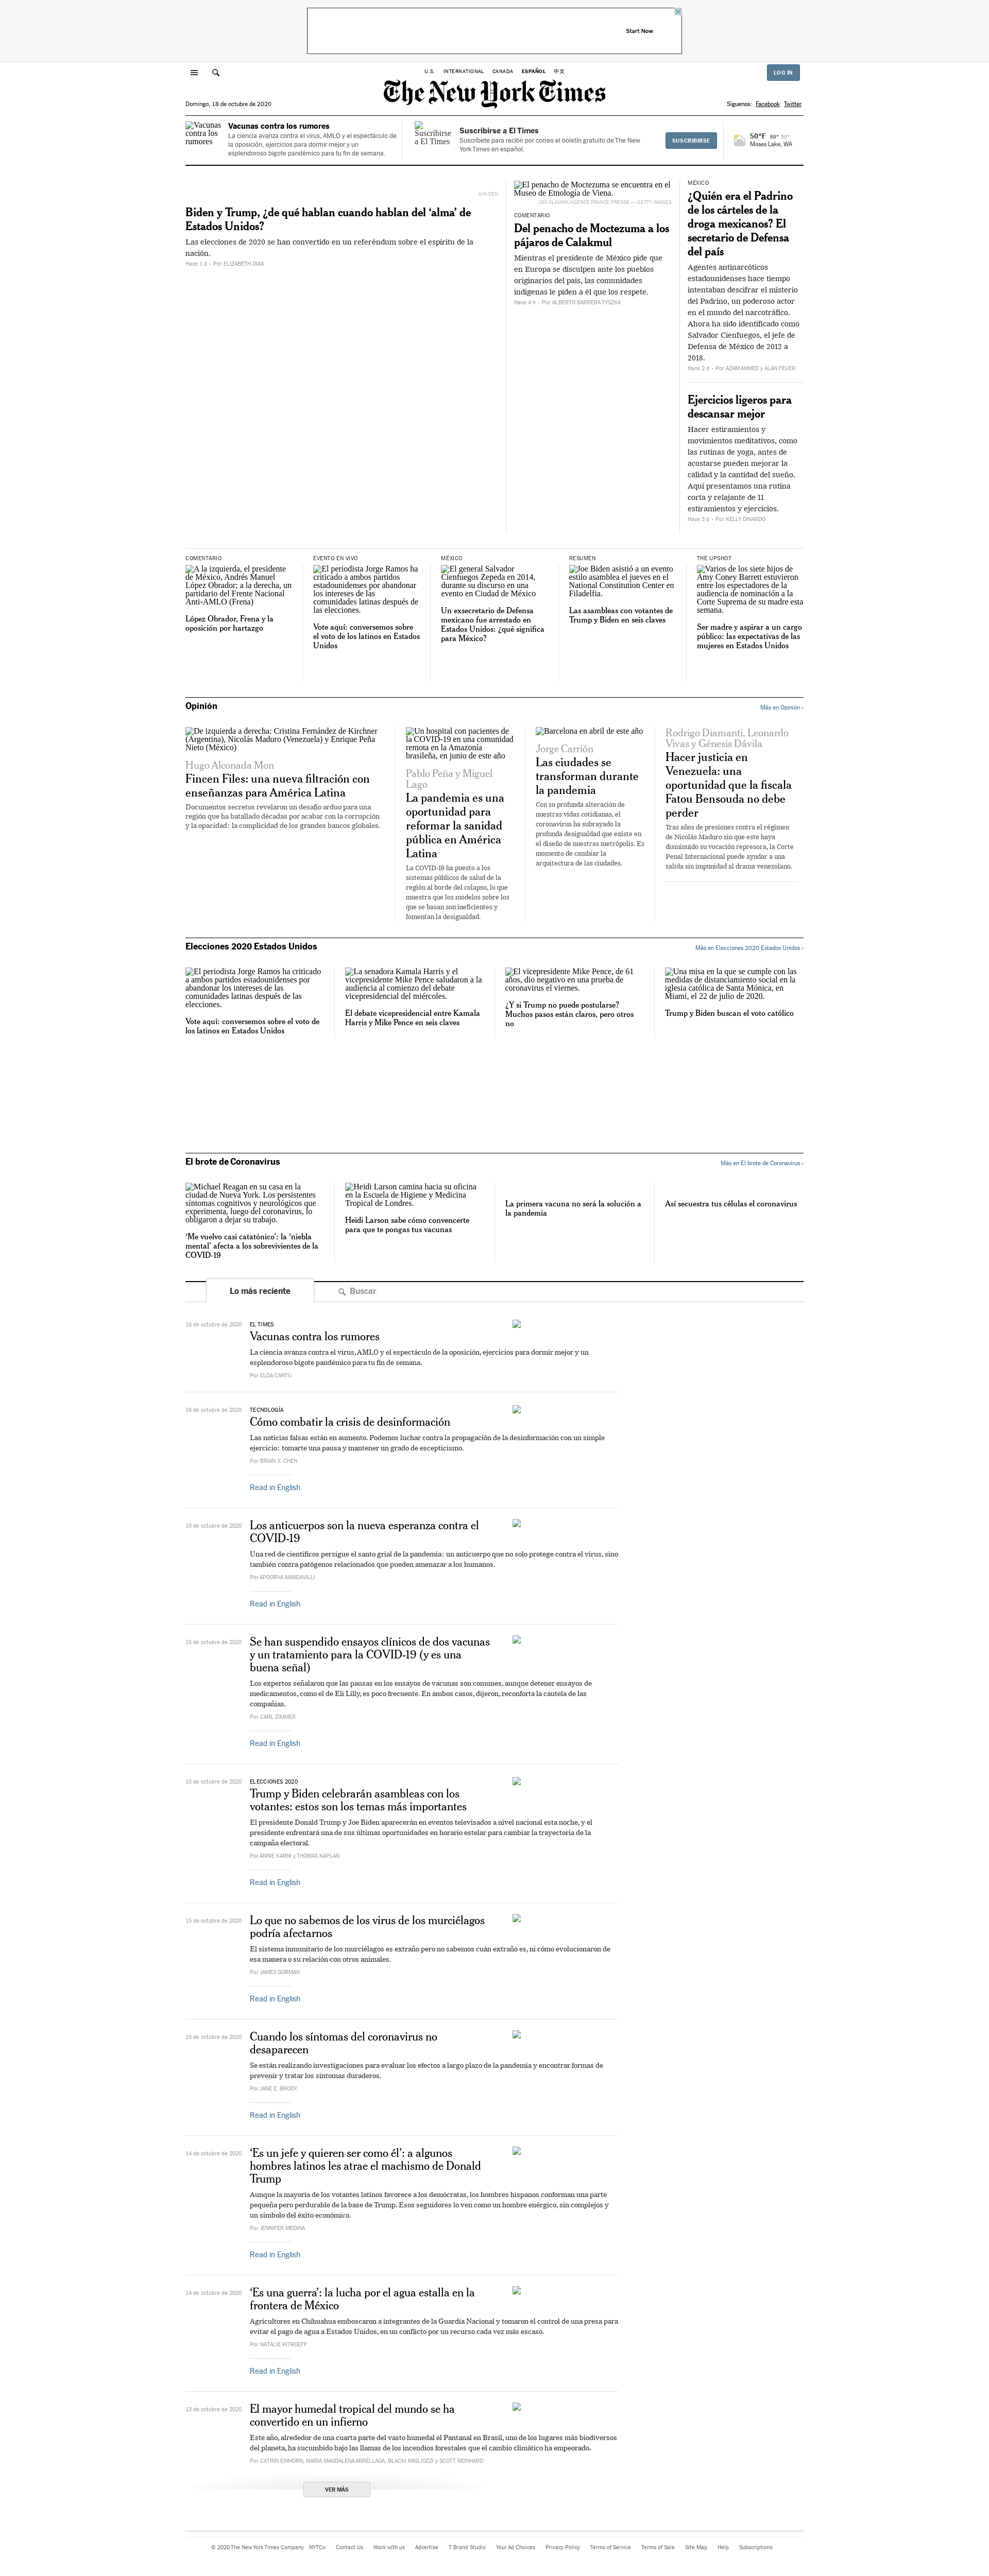 Start Now
U.S. INTERNATIONAL CANADA ESPAÑOL 中文
LOG IN
The New York Times
Domingo, 18 de octubre de 2020
Síguenos: Facebook Twitter
Vacunas contra los rumores
Vacunas contra los rumores
La ciencia avanza contra el virus, AMLO y el espectáculo de
la oposición, ejercicios para dormir mejor y un
esplendoroso bigote pandémico para tu fin de semana.
Suscribirse a El Times
Suscribirse a El Times
Suscríbete para recibir por correo el boletín gratuito de The New
York Times en español.
SUSCRIBIRSE
50°F 69° 50°
Moses Lake, WA
JUN CEN
Biden y Trump, ¿de qué hablan cuando hablan del ‘alma’ de
Estados Unidos?
Las elecciones de 2020 se han convertido en un referéndum sobre el espíritu de la
nación.
Hace 1 d - Por ELIZABETH DIAS
El penacho de Moctezuma se encuentra en el
Museo de Etnología de Viena.
JOE KLAMAR/AGENCE FRANCE-PRESSE — GETTY IMAGES
COMENTARIO
Del penacho de Moctezuma a los
pájaros de Calakmul
Mientras el presidente de México pide que
en Europa se disculpen ante los pueblos
originarios del país, las comunidades
indígenas le piden a él que los respete.
Hace 4 h - Por ALBERTO BARRERA TYSZKA
MÉXICO
¿Quién era el Padrino
de los cárteles de la
droga mexicanos? El
secretario de Defensa
del país
Agentes antinarcóticos
estadounidenses hace tiempo
intentaban descifrar el misterio
del Padrino, un poderoso actor
en el mundo del narcotráfico.
Ahora ha sido identificado como
Salvador Cienfuegos, el jefe de
Defensa de México de 2012 a
2018.
Hace 2 d - Por AZAM AHMED y ALAN FEUER
Ejercicios ligeros para
descansar mejor
Hacer estiramientos y
movimientos meditativos, como
las rutinas de yoga, antes de
acostarse pueden mejorar la
calidad y la cantidad del sueño.
Aquí presentamos una rutina
corta y relajante de 11
estiramientos y ejercicios.
Hace 3 d - Por KELLY DINARDO
COMENTARIO
A la izquierda, el presidente
de México, Andrés Manuel
López Obrador; a la derecha, un
partidario del Frente Nacional
Anti-AMLO (Frena)
López Obrador, Frena y la
oposición por hartazgo
EVENTO EN VIVO
El periodista Jorge Ramos ha
criticado a ambos partidos
estadounidenses por abandonar
los intereses de las
comunidades latinas después de
las elecciones.
Vote aquí: conversemos sobre
el voto de los latinos en Estados
Unidos
MÉXICO
El general Salvador
Cienfuegos Zepeda en 2014,
durante su discurso en una
evento en Ciudad de México
Un exsecretario de Defensa
mexicano fue arrestado en
Estados Unidos: ¿qué significa
para México?
RESUMEN
Joe Biden asistió a un evento
estilo asamblea el jueves en el
National Constitution Center en
Filadelfia.
Las asambleas con votantes de
Trump y Biden en seis claves
THE UPSHOT
Varios de los siete hijos de
Amy Coney Barrett estuvieron
entre los espectadores de la
audiencia de nominación a la
Corte Suprema de su madre esta
semana.
Ser madre y aspirar a un cargo
público: las expectativas de las
mujeres en Estados Unidos
Opinión
Más en Opinión ›
De izquierda a derecha: Cristina Fernández de Kirchner
(Argentina), Nicolás Maduro (Venezuela) y Enrique Peña
Nieto (México)
Hugo Alconada Mon
Fincen Files: una nueva filtración con
enseñanzas para América Latina
Documentos secretos revelaron un desafío arduo para una
región que ha batallado décadas por acabar con la corrupción
y la opacidad: la complicidad de los grandes bancos globales.
Un hospital con pacientes de
la COVID-19 en una comunidad
remota en la Amazonía
brasileña, en junio de este año
Pablo Peña y Miguel
Lago
La pandemia es una
oportunidad para
reformar la sanidad
pública en América
Latina
La COVID-19 ha puesto a los
sistemas públicos de salud de la
región al borde del colapso, lo que
muestra que los modelos sobre los
que se basan son ineficientes y
fomentan la desigualdad.
Barcelona en abril de este año
Jorge Carrión
Las ciudades se
transforman durante
la pandemia
Con su profunda alteración de
nuestras vidas cotidianas, el
coronavirus ha subrayado la
profunda desigualdad que existe en
el diseño de nuestras metrópolis. Es
momento de cambiar la
arquitectura de las ciudades.
Rodrigo Diamanti, Leonardo
Vivas y Génesis Dávila
Hacer justicia en
Venezuela: una
oportunidad que la fiscala
Fatou Bensouda no debe
perder
Tras años de presiones contra el régimen
de Nicolás Maduro sin que este haya
disminuido su vocación represora, la Corte
Penal Internacional puede ayudar a una
salida sin impunidad al drama venezolano.
Elecciones 2020 Estados Unidos
Más en Elecciones 2020 Estados Unidos ›
El periodista Jorge Ramos ha criticado
a ambos partidos estadounidenses por
abandonar los intereses de las
comunidades latinas después de las
elecciones.
Vote aquí: conversemos sobre el voto de
los latinos en Estados Unidos
La senadora Kamala Harris y el
vicepresidente Mike Pence saludaron a la
audiencia al comienzo del debate
vicepresidencial del miércoles.
El debate vicepresidencial entre Kamala
Harris y Mike Pence en seis claves
El vicepresidente Mike Pence, de 61
años, dio negativo en una prueba de
coronavirus el viernes.
¿Y si Trump no puede postularse?
Muchos pasos están claros, pero otros
no
Una misa en la que se cumple con las
medidas de distanciamiento social en la
iglesia católica de Santa Mónica, en
Miami, el 22 de julio de 2020.
Trump y Biden buscan el voto católico
El brote de Coronavirus
Más en El brote de Coronavirus ›
Michael Reagan en su casa en la
ciudad de Nueva York. Los persistentes
síntomas cognitivos y neurológicos que
experimenta, luego del coronavirus, lo
obligaron a dejar su trabajo.
‘Me vuelvo casi catatónico’: la ‘niebla
mental’ afecta a los sobrevivientes de la
COVID-19
Heidi Larson camina hacia su oficina
en la Escuela de Higiene y Medicina
Tropical de Londres.
Heidi Larson sabe cómo convencerte
para que te pongas tus vacunas
La primera vacuna no será la solución a
la pandemia
Así secuestra tus células el coronavirus
Lo más reciente
Buscar
16 de octubre de 2020
EL TIMES
Vacunas contra los rumores
La ciencia avanza contra el virus, AMLO y el espectáculo de la oposición, ejercicios para dormir mejor y un
esplendoroso bigote pandémico para tu fin de semana.
Por ELDA CANTÚ
16 de octubre de 2020
TECNOLOGÍA
Cómo combatir la crisis de desinformación
Las noticias falsas están en aumento. Podemos luchar contra la propagación de la desinformación con un simple
ejercicio: tomarte una pausa y mantener un grado de escepticismo.
Por BRIAN X. CHEN
Read in English
16 de octubre de 2020
Los anticuerpos son la nueva esperanza contra el
COVID-19
Una red de científicos persigue el santo grial de la pandemia: un anticuerpo que no solo protege contra el virus, sino
también contra patógenos relacionados que pueden amenazar a los humanos.
Por APOORVA MANDAVILLI
Read in English
15 de octubre de 2020
Se han suspendido ensayos clínicos de dos vacunas
y un tratamiento para la COVID-19 (y es una
buena señal)
Los expertos señalaron que las pausas en los ensayos de vacunas son comunes, aunque detener ensayos de
medicamentos, como el de Eli Lilly, es poco frecuente. En ambos casos, dijeron, reconforta la cautela de las
compañías.
Por CARL ZIMMER
Read in English
15 de octubre de 2020
ELECCIONES 2020
Trump y Biden celebrarán asambleas con los
votantes: estos son los temas más importantes
El presidente Donald Trump y Joe Biden aparecerán en eventos televisados a nivel nacional esta noche, y el
presidente enfrentará una de sus últimas oportunidades en horario estelar para cambiar la trayectoria de la
campaña electoral.
Por ANNIE KARNI y THOMAS KAPLAN
Read in English
15 de octubre de 2020
Lo que no sabemos de los virus de los murciélagos
podría afectarnos
El sistema inmunitario de los murciélagos es extraño pero no sabemos cuán extraño es, ni cómo evolucionaron de
esa manera o su relación con otros animales.
Por JAMES GORMAN
Read in English
15 de octubre de 2020
Cuando los síntomas del coronavirus no
desaparecen
Se están realizando investigaciones para evaluar los efectos a largo plazo de la pandemia y encontrar formas de
prevenir y tratar los síntomas duraderos.
Por JANE E. BRODY
Read in English
14 de octubre de 2020
‘Es un jefe y quieren ser como él’: a algunos
hombres latinos les atrae el machismo de Donald
Trump
Aunque la mayoría de los votantes latinos favorece a los demócratas, los hombres hispanos conforman una parte
pequeña pero perdurable de la base de Trump. Esos seguidores lo ven como un hombre enérgico, sin complejos y
un símbolo del éxito económico.
Por JENNIFER MEDINA
Read in English
14 de octubre de 2020
‘Es una guerra’: la lucha por el agua estalla en la
frontera de México
Agricultores en Chihuahua emboscaron a integrantes de la Guardia Nacional y tomaron el control de una presa para
evitar el pago de agua a Estados Unidos, en un conflicto por un recurso cada vez más escaso.
Por NATALIE KITROEFF
Read in English
13 de octubre de 2020
El mayor humedal tropical del mundo se ha
convertido en un infierno
Este año, alrededor de una cuarta parte del vasto humedal el Pantanal en Brasil, uno de los lugares más biodiversos
del planeta, ha sucumbido bajo las llamas de los incendios forestales que el cambio climático ha empeorado.
Por CATRIN EINHORN, MARIA MAGDALENA ARRÉLLAGA, BLACKI MIGLIOZZI y SCOTT REINHARD
VER MÁS
© 2020 The New York Times Company NYTCo Contact Us Work with us Advertise T Brand Studio Your Ad Choices Privacy Policy Terms of Service Terms of Sale Site Map Help Subscriptions